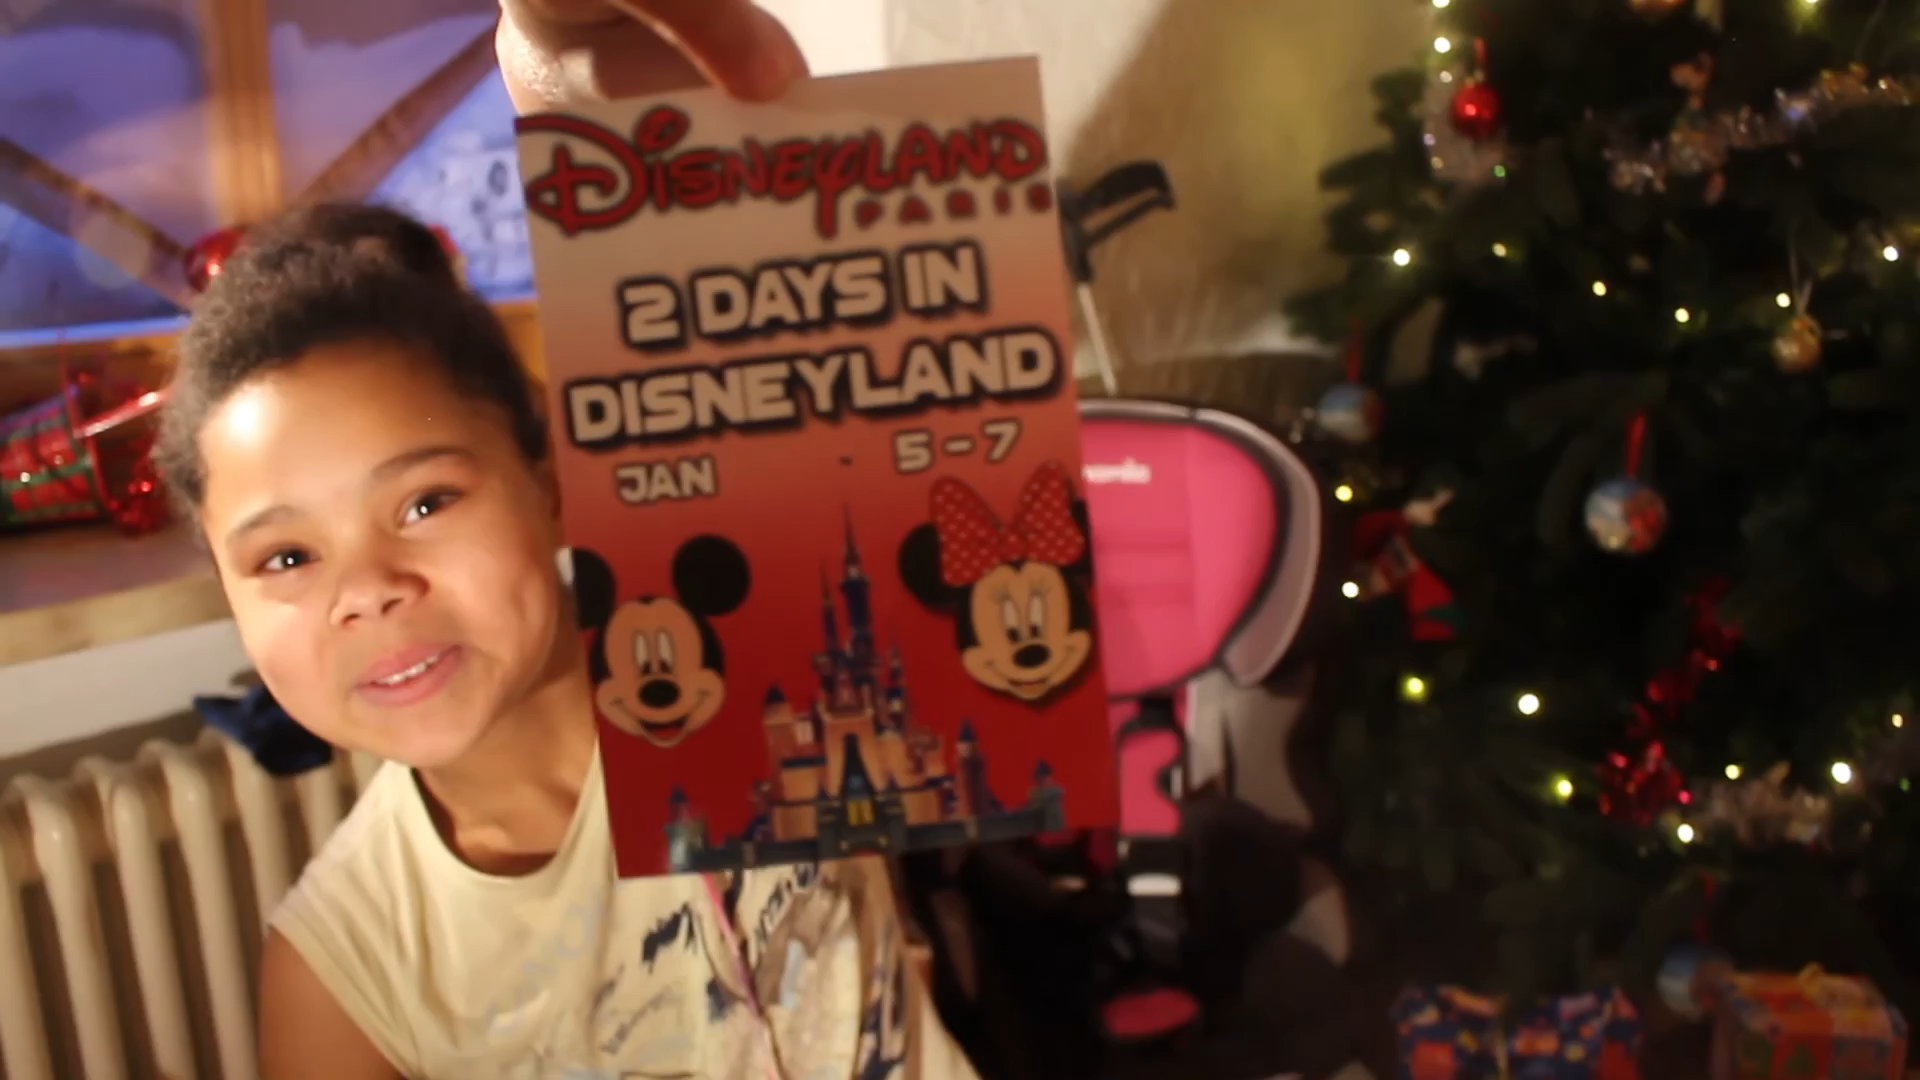 DISNEYLAND
PARIS
2 DAYS IN
DISNEYLAND
JAN 5-7